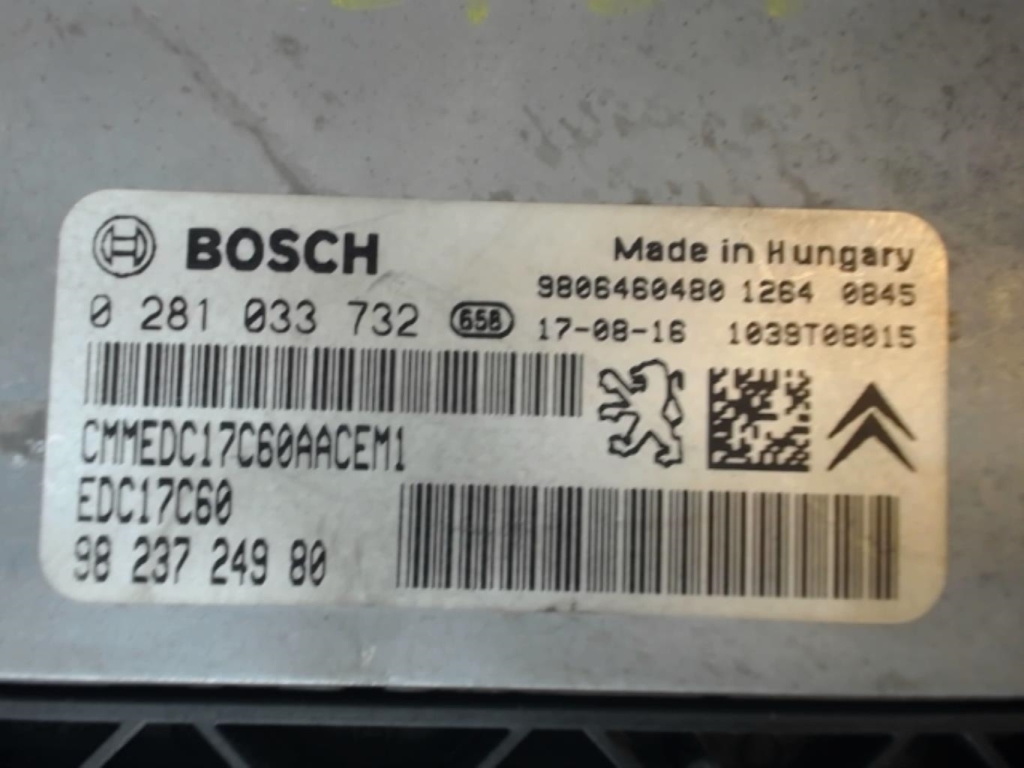 BOSCH
Made in Hungary
9806460480 1264 0845
0 281 033 732 658
17-08-16 1039T08015
CMMEDC17C60AACEM1
EDC17C60
98 237 249 80